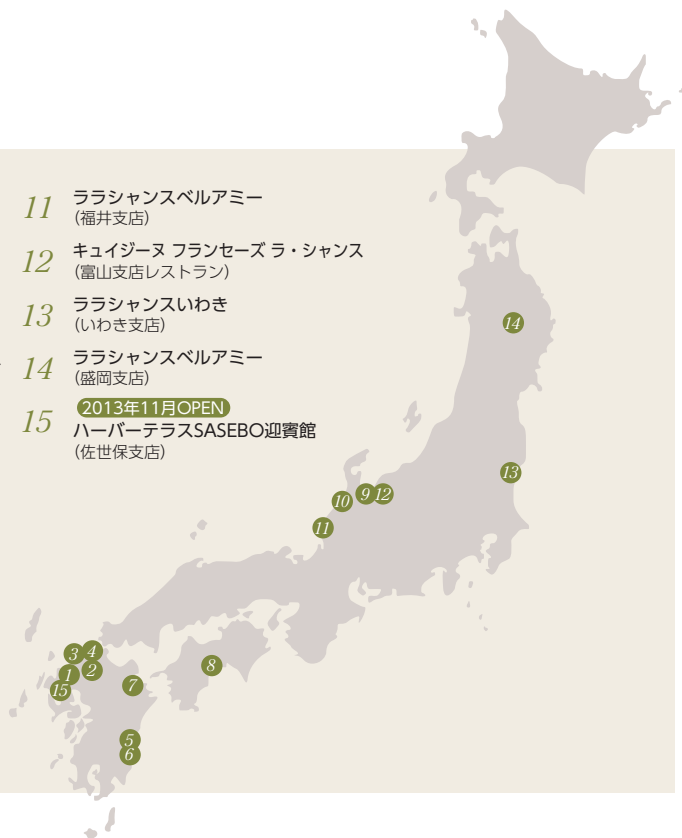 11 ララシャンスベルアミー
(福井支店)
12 キュイジーヌ フランセーズ ラ・シャンス
(富山支店レストラン)
13 ララシャンスいわき
(いわき支店)
14 ララシャンスベルアミー
(盛岡支店)
2013年11月OPEN
15 ハーバーテラスSASEBO迎賓館
(佐世保支店)
14
13
10 9 12
11
3 4
1 2
15
7
8
5
6